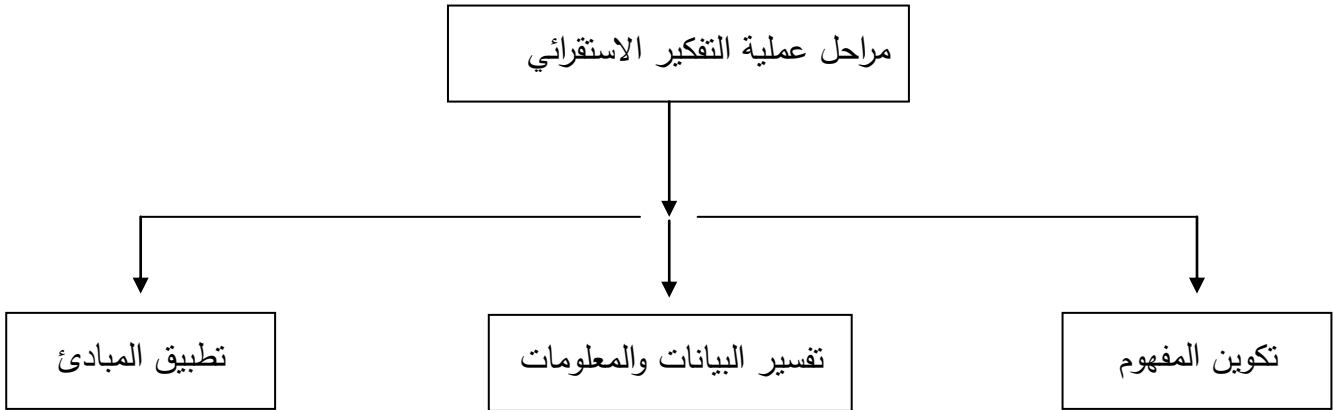 مراحل عملية التفكير الاستقرائي
تكوين المفهوم
تفسير البيانات والمعلومات
تطبيق المبادئ